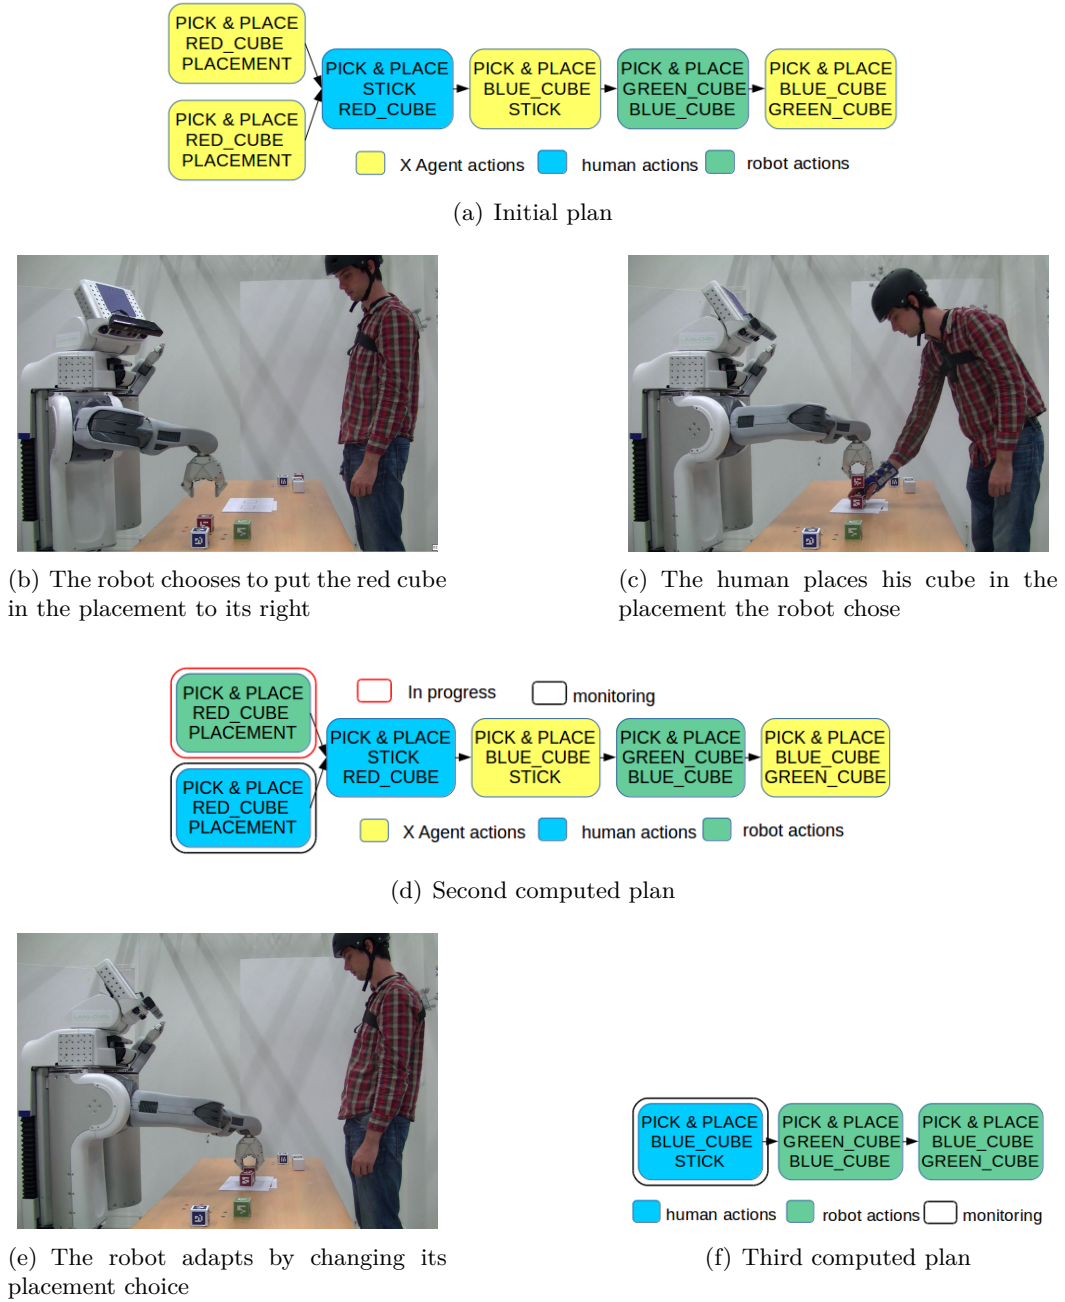 PICK & PLACE
RED_CUBE
PLACEMENT
PICK & PLACE
RED_CUBE
PLACEMENT
PICK & PLACE
STICK
RED_CUBE
PICK & PLACE
BLUE_CUBE
STICK
PICK & PLACE
GREEN_CUBE
BLUE_CUBE
PICK & PLACE
BLUE_CUBE
GREEN_CUBE
X Agent actions
human actions
robot actions
(a) Initial plan
(b) The robot chooses to put the red cube
in the placement to its right
(c) The human places his cube in the
placement the robot chose
PICK & PLACE
RED_CUBE
PLACEMENT
PICK & PLACE
RED_CUBE
PLACEMENT
In progress
monitoring
PICK & PLACE
STICK
RED_CUBE
PICK & PLACE
BLUE_CUBE
STICK
PICK & PLACE
GREEN_CUBE
BLUE_CUBE
PICK & PLACE
BLUE_CUBE
GREEN_CUBE
X Agent actions
human actions
robot actions
(d) Second computed plan
(e) The robot adapts by changing its
placement choice
PICK & PLACE
BLUE_CUBE
STICK
PICK & PLACE
GREEN_CUBE
BLUE_CUBE
PICK & PLACE
BLUE_CUBE
GREEN_CUBE
human actions
robot actions
monitoring
(f) Third computed plan